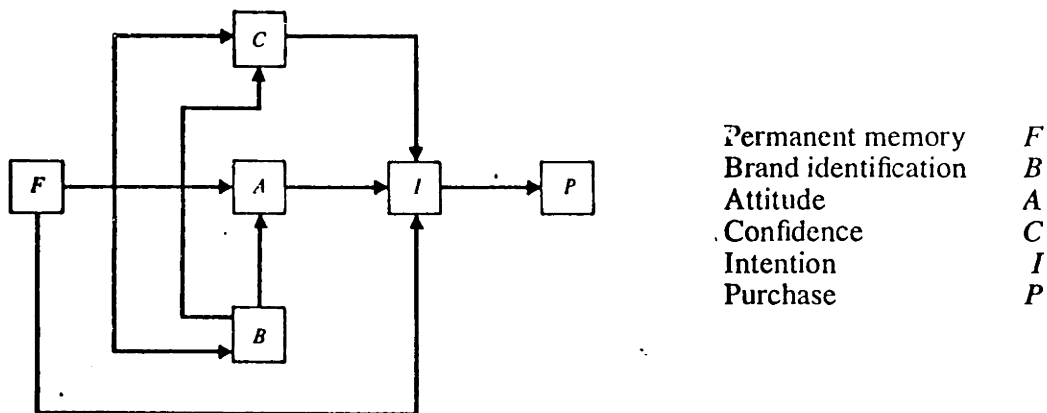 C
F
A
I
P
B
Permanent memory F
Brand identification B
Attitude A
Confidence C
Intention I
Purchase P